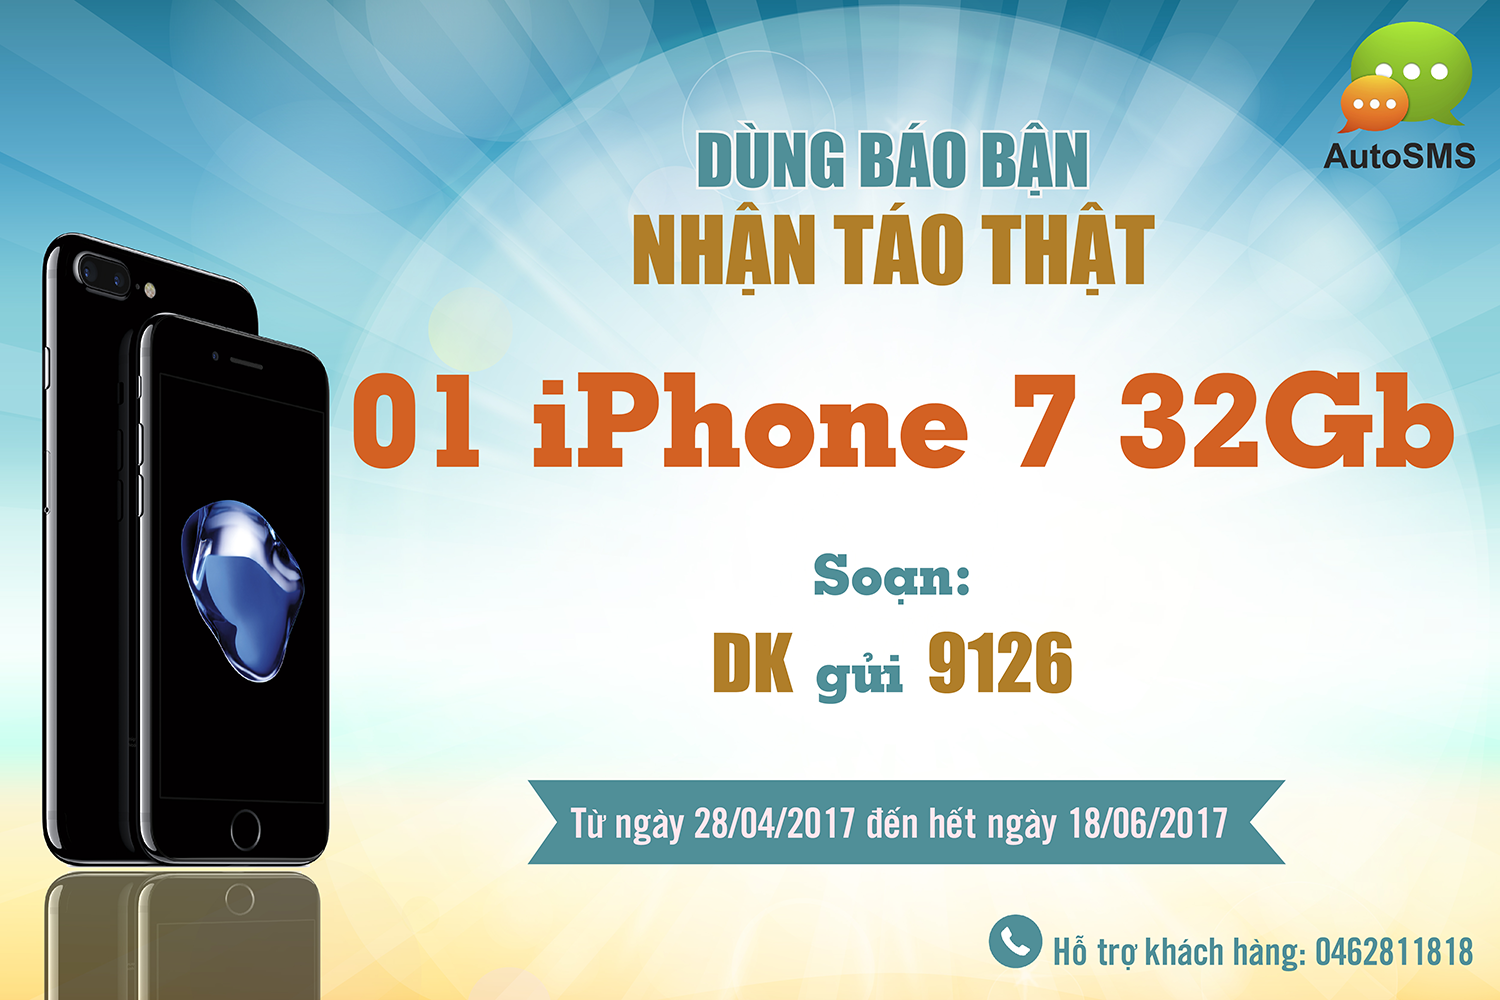 AutoSMS
DÙNG BÁO BẬN
NHẬN TÁO THẬT
01 iPhone 7 32Gb
Soạn:
DK gửi 9126
Từ ngày 28/04/2017 đến hết ngày 18/06/2017
Hỗ trợ khách hàng: 0462811818